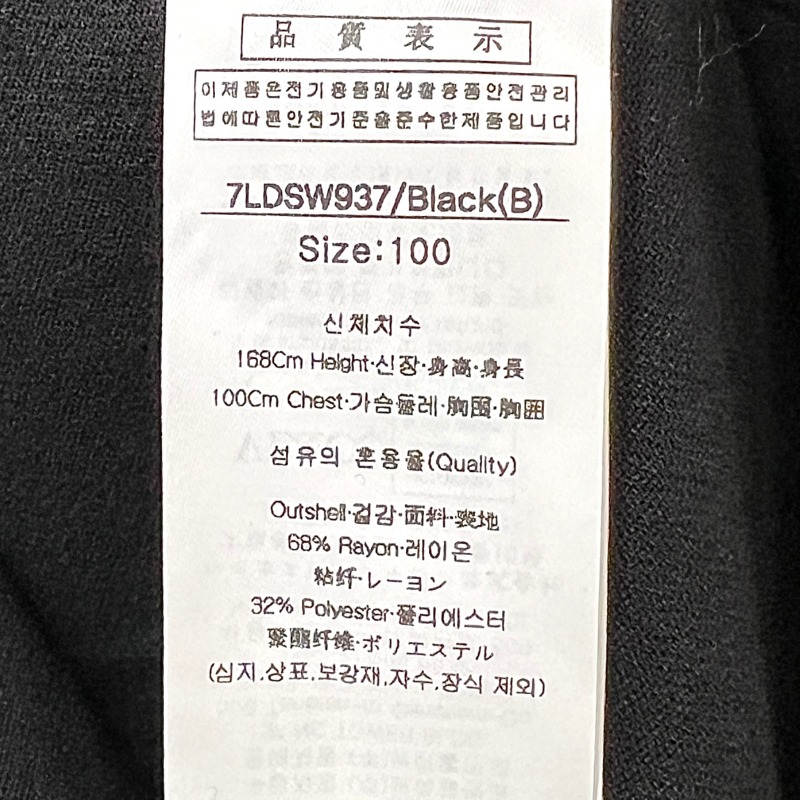 品 質 表 示
이제품은전기용품및생활용품안전관리
법에따른안전기준을준수한제품입니다
7LDSW937/Black(B)
Size:100
신체치수
168Cm Height·신장·身高·身長
100Cm Chest·가슴둘레·胸围·胸囲
섬유의 혼용율(Quality)
Outshell·겉감·面料·表地
68% Rayon·레이온
粘纤·レーヨン
32% Polyester·폴리에스터
聚酯纤维·ポリエステル
(심지,상표,보강재,자수,장식 제외)